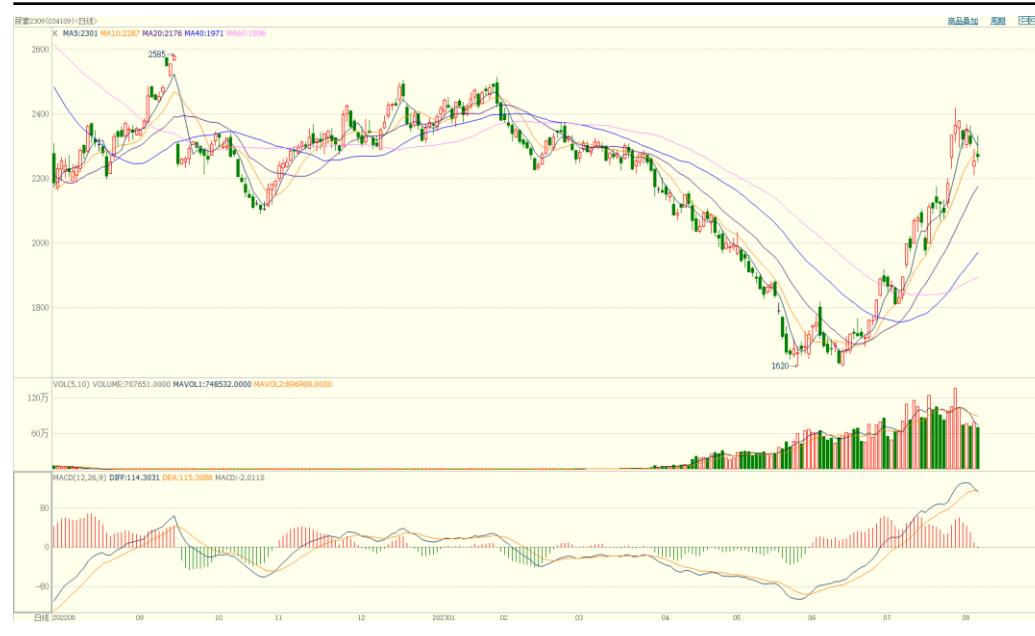 尿素2309(034109)<日线>
商品叠加 周期
K MA5:2301 MA10:2287 MA20:2176 MA40:1971 MA60:1896
2600
2585→
2400
2200
2000
1800
1620→
VOL(5,10) VOLUME:707651.0000 MAVOL1:748532.0000 MAVOL2:896908.0000
120万
60万
MACD(12,26,9) DIFF:114.3031 DEA:115.3086 MACD:-2.0110
80
0
-80
日线 202208 09 10 11 12 202301 02 03 04 05 06 07 08